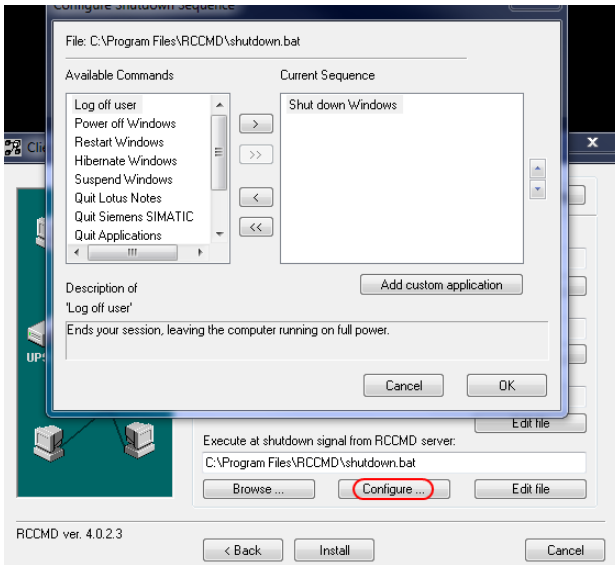 Configure Shutdown Sequence
File: C:\Program Files\RCCMD\shutdown.bat
Available Commands
Current Sequence
Log off user
Power off Windows
Restart Windows
Hibernate Windows
Suspend Windows
Quit Lotus Notes
Quit Siemens SIMATIC
Quit Applications
Shut down Windows
>
>>
<
<<
Add custom application
Description of
'Log off user'
Ends your session, leaving the computer running on full power.
Cancel
OK
Edit file
Execute at shutdown signal from RCCMD server:
C:\Program Files\RCCMD\shutdown.bat
Browse ...
Configure ...
Edit file
RCCMD ver. 4.0.2.3
< Back
Install
Cancel